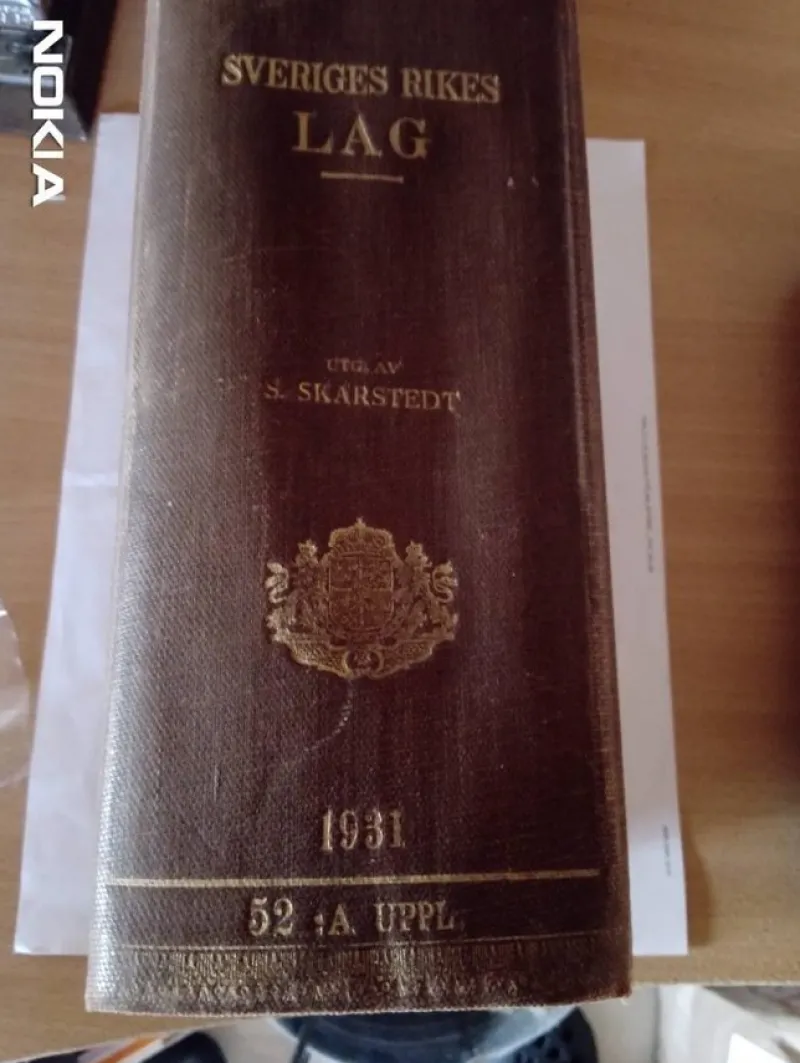 NOKIA
SVERIGES RIKES
LAG
UTG. AV
S. SKARSTEDT
1931
52 :A UPPL.